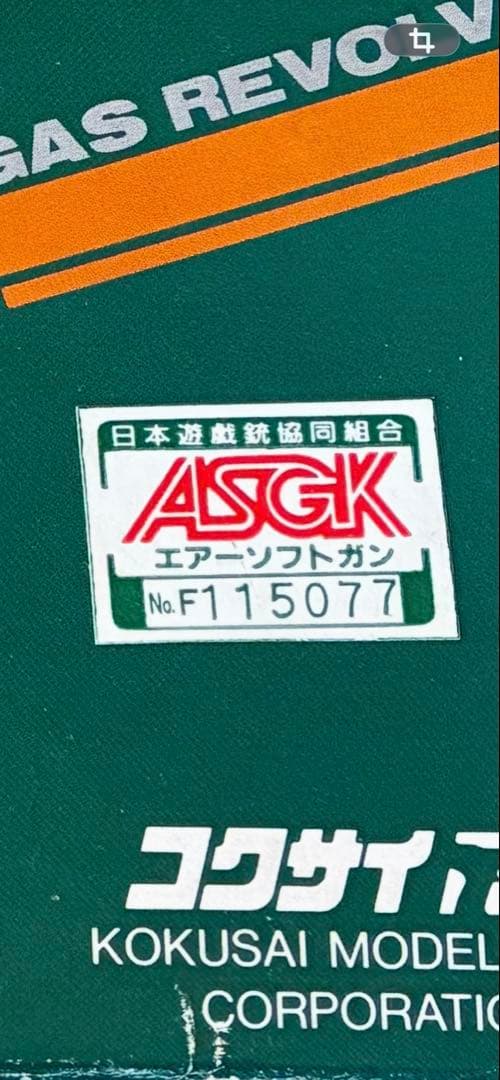 GAS REVOLV
日本遊戯銃協同組合
ASGK
エアーソフトガン
No.F115077
コクサイ
KOKUSAI MODEL
CORPORATIO